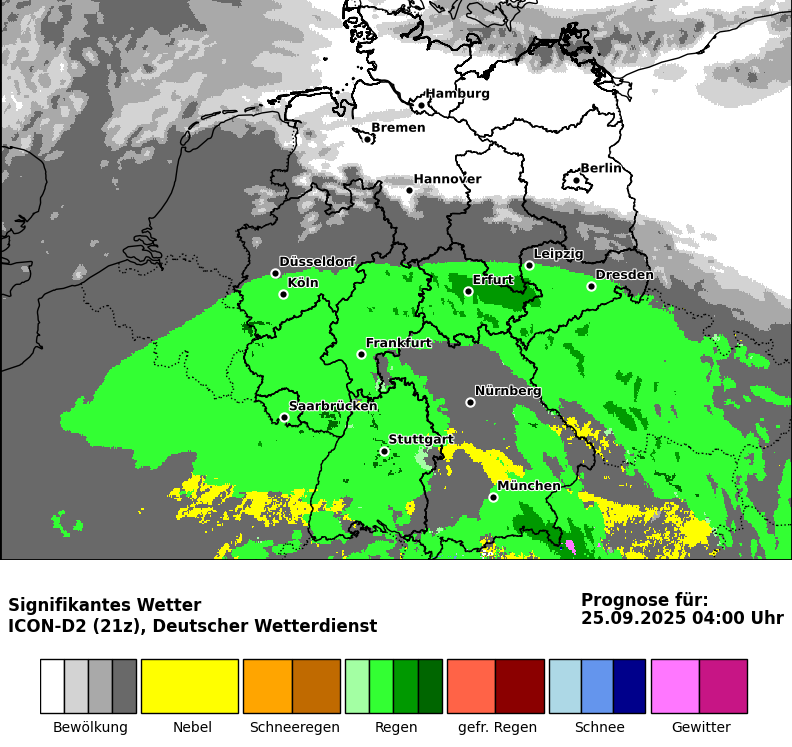 Hamburg
Bremen
Berlin
Hannover
Leipzig
Düsseldorf
Dresden
Köln
Erfurt
Frankfurt
Nürnberg
Saarbrücken
Stuttgart
München
Signifikantes Wetter
ICON-D2 (21z), Deutscher Wetterdienst
Prognose für:
25.09.2025 04:00 Uhr
Bewölkung
Nebel
Schneeregen
Regen
gefr. Regen
Schnee
Gewitter